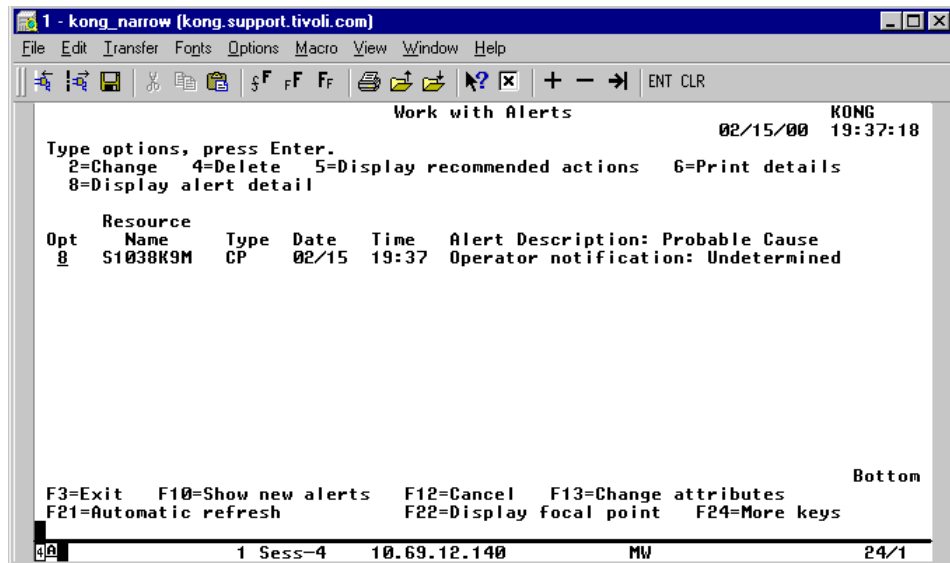 1 - kong_narrow (kong.support.tivoli.com)
File Edit Transfer Fonts Options Macro View Window Help
ENT CLR
Work with Alerts KONG
02/15/00 19:37:18
Type options, press Enter.
2=Change 4=Delete 5=Display recommended actions 6=Print details
8=Display alert detail
Resource
Opt Name Type Date Time Alert Description: Probable Cause
8 S1038K9M CP 02/15 19:37 Operator notification: Undetermined
Bottom
F3=Exit F10=Show new alerts F12=Cancel F13=Change attributes
F21=Automatic refresh F22=Display focal point F24=More keys
4A 1 Sess-4 10.69.12.140 MW 24/1